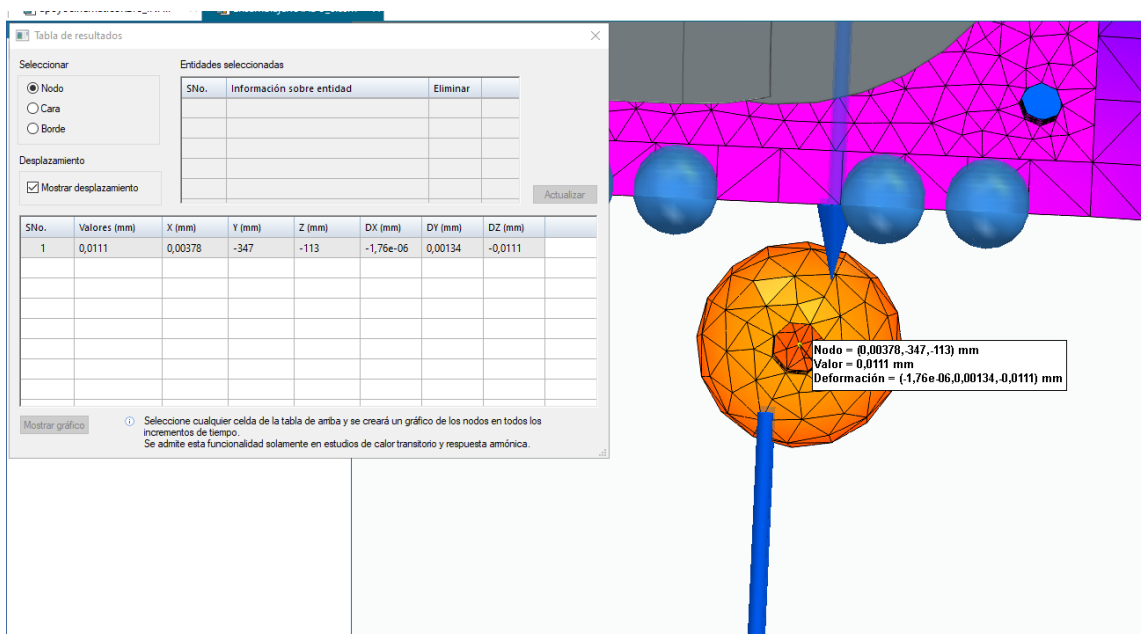 Tabla de resultados
Seleccionar
Nodo
Cara
Borde
Desplazamiento
Mostrar desplazamiento
Entidades seleccionadas
SNo. Información sobre entidad Eliminar
Actualizar
SNo. Valores (mm) X (mm) Y (mm) Z (mm) DX (mm) DY (mm) DZ (mm)
1 0,0111 0,00378 -347 -113 -1,76e-06 0,00134 -0,0111
Mostrar gráfico
Seleccione cualquier celda de la tabla de arriba y se creará un gráfico de los nodos en todos los
incrementos de tiempo.
Se admite esta funcionalidad solamente en estudios de calor transitorio y respuesta armónica.
Nodo = (0,00378,-347,-113) mm
Valor = 0,0111 mm
Deformación = (-1,76e-06,0,00134,-0,0111) mm